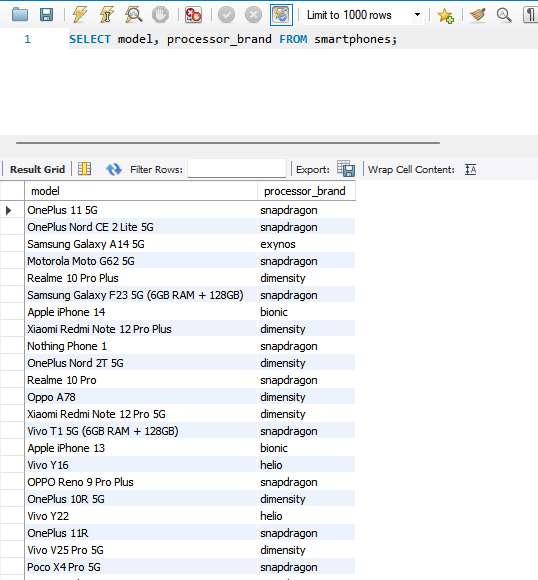 Limit to 1000 rows
1 SELECT model, processor_brand FROM smartphones;
Result Grid Filter Rows: Export: Wrap Cell Content:
model processor_brand
OnePlus 11 5G snapdragon
OnePlus Nord CE 2 Lite 5G snapdragon
Samsung Galaxy A14 5G exynos
Motorola Moto G62 5G snapdragon
Realme 10 Pro Plus dimensity
Samsung Galaxy F23 5G (6GB RAM + 128GB) snapdragon
Apple iPhone 14 bionic
Xiaomi Redmi Note 12 Pro Plus dimensity
Nothing Phone 1 snapdragon
OnePlus Nord 2T 5G dimensity
Realme 10 Pro snapdragon
Oppo A78 dimensity
Xiaomi Redmi Note 12 Pro 5G dimensity
Vivo T1 5G (6GB RAM + 128GB) snapdragon
Apple iPhone 13 bionic
Vivo Y16 helio
OPPO Reno 9 Pro Plus snapdragon
OnePlus 10R 5G dimensity
Vivo Y22 helio
OnePlus 11R snapdragon
Vivo V25 Pro 5G dimensity
Poco X4 Pro 5G snapdragon